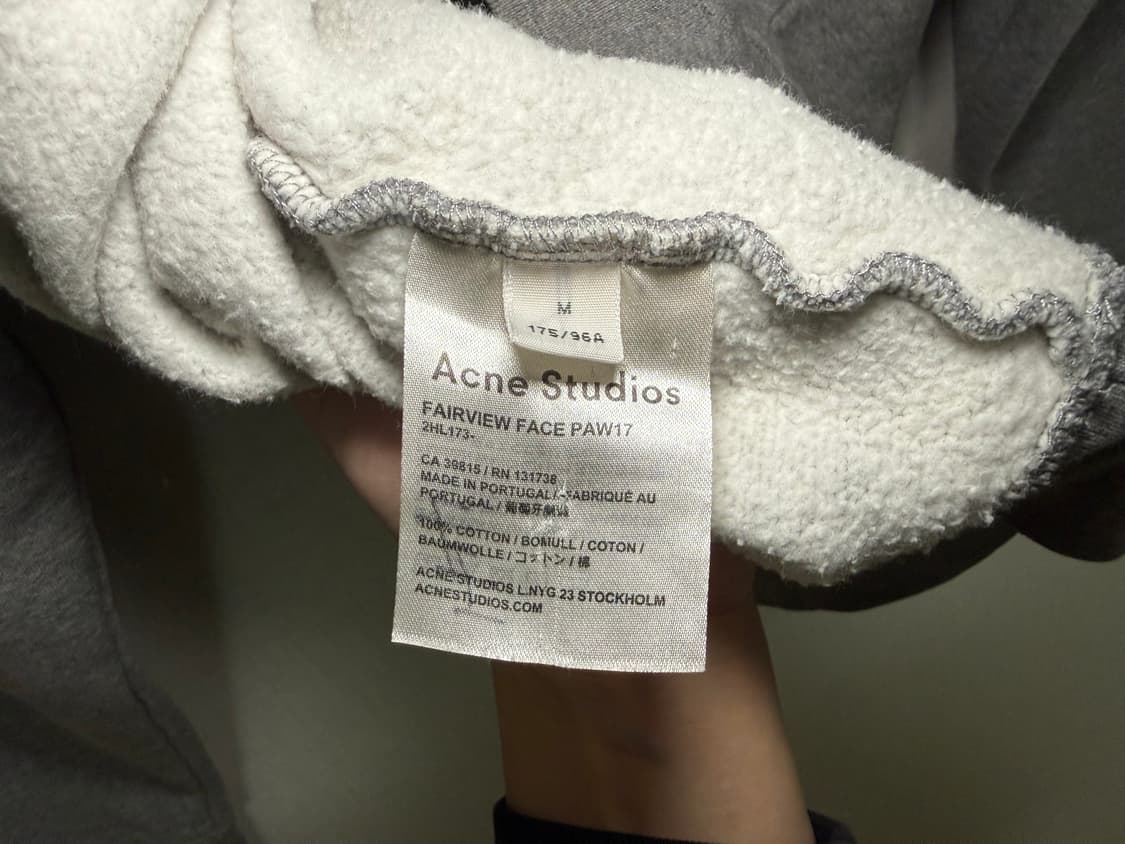 M
175/96A
Acne Studios
FAIRVIEW FACE PAW17
2HL173-
CA 39815 / RN 131738
MADE IN PORTUGAL / FABRIQUÉ AU
PORTUGAL / 葡萄牙製造
100% COTTON / BOMULL / COTON /
BAUMWOLLE / コットン / 棉
ACNE STUDIOS L.NYG 23 STOCKHOLM
ACNESTUDIOS.COM